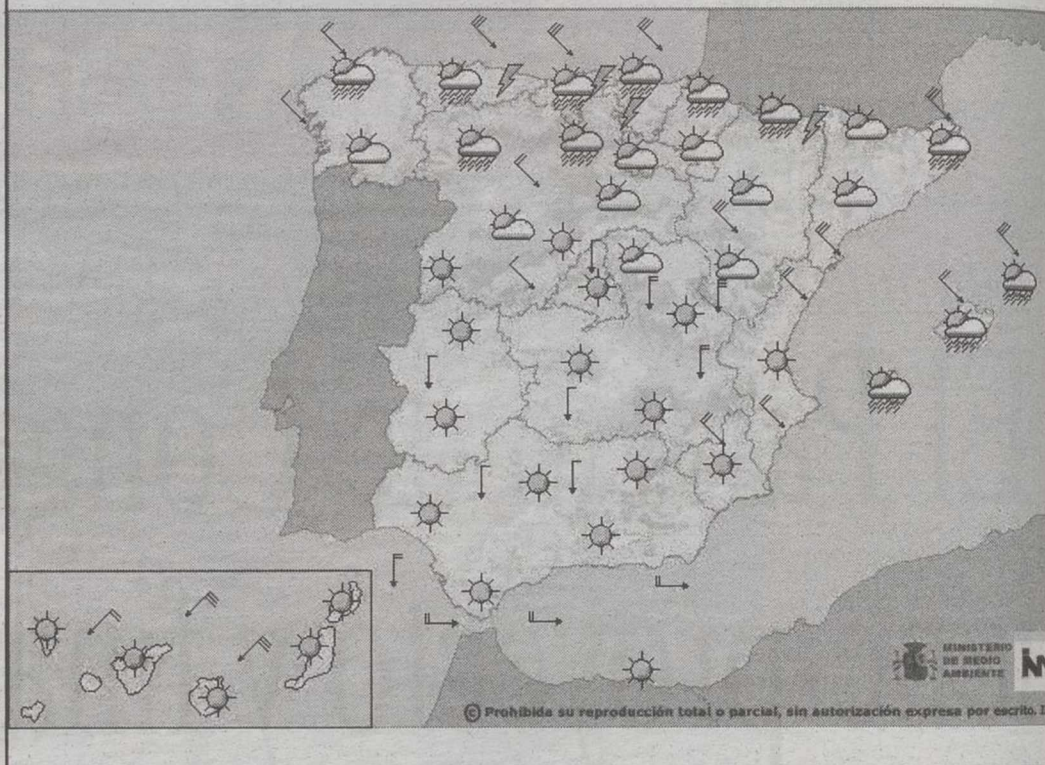 MINISTERIO
DE MEDIO
AMBIENTE
© Prohibida su reproducción total o parcial, sin autorización expresa por escrito.